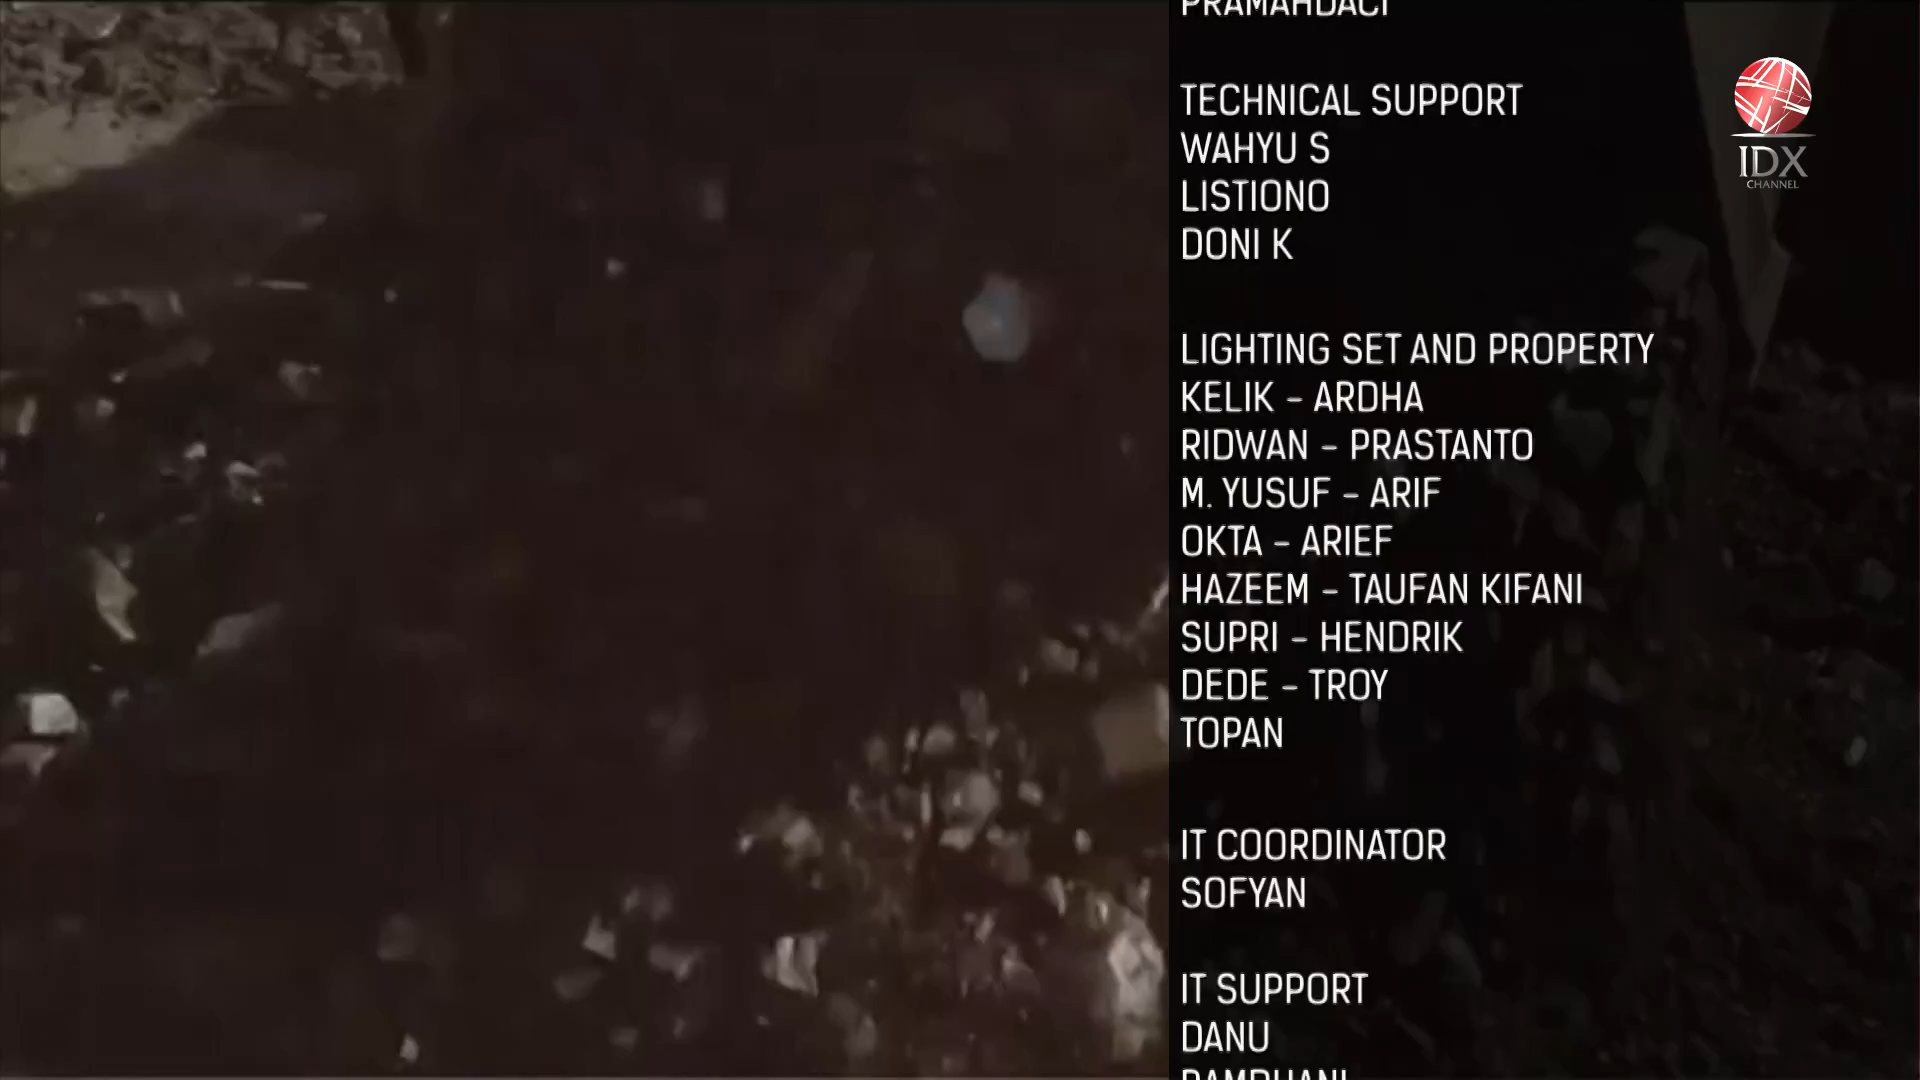 PRAMAHDACI
TECHNICAL SUPPORT
WAHYU S
LISTIONO
DONI K
LIGHTING SET AND PROPERTY
KELIK - ARDHA
RIDWAN - PRASTANTO
M. YUSUF - ARIF
OKTA - ARIEF
HAZEEM - TAUFAN KIFANI
SUPRI - HENDRIK
DEDE - TROY
TOPAN
IT COORDINATOR
SOFYAN
IT SUPPORT
DANU
IDX
CHANNEL